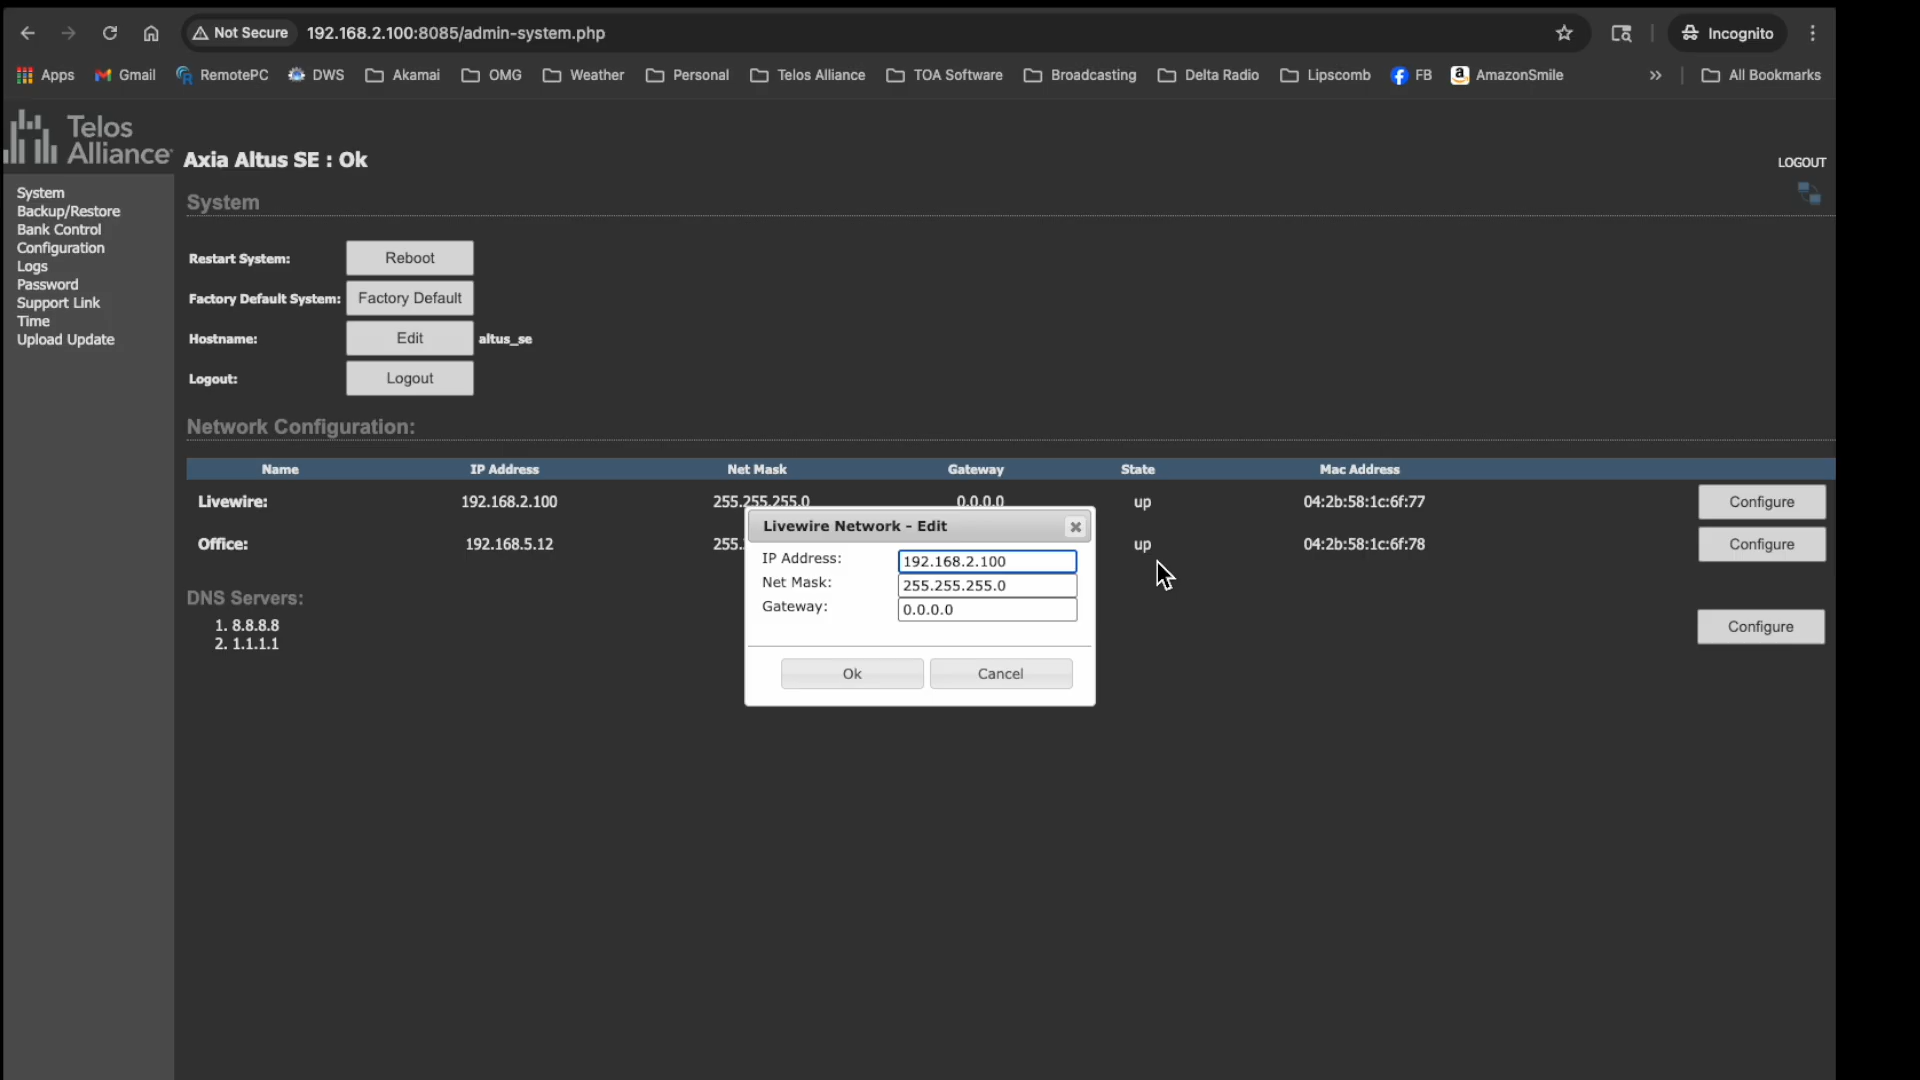 Not Secure 192.168.2.100:8085/admin-system.php Incognito
Apps Gmail RemotePC DWS Akamai OMG Weather Personal Telos Alliance TOA Software Broadcasting Delta Radio Lipscomb FB AmazonSmile » All Bookmarks
Telos
Alliance
Axia Altus SE : Ok
LOGOUT
System
Backup/Restore
Bank Control
Configuration
Logs
Password
Support Link
Time
Upload Update
System
Restart System: Reboot
Factory Default System: Factory Default
Hostname: Edit altus_se
Logout: Logout
Network Configuration:
Name IP Address Net Mask Gateway State Mac Address
Livewire: 192.168.2.100 255.255.255.0 0.0.0.0 up 04:2b:58:1c:6f:77 Configure
Office: 192.168.5.12 255. up 04:2b:58:1c:6f:78 Configure
DNS Servers:
1. 8.8.8.8
2. 1.1.1.1
Configure
Livewire Network - Edit
IP Address: 192.168.2.100
Net Mask: 255.255.255.0
Gateway: 0.0.0.0
Ok Cancel